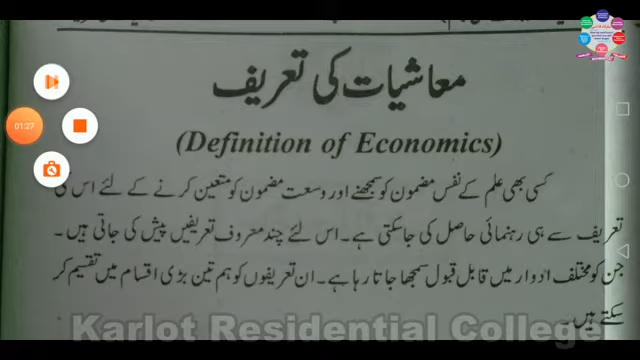 معاشیات کی تعریف
(Definition of Economics)
کسی بھی علم کے نفس مضمون کو سمجھنے اور وسعت مضمون کو متعین کرنے کے لئے اس کی
تعریف سے ہی رہنمائی حاصل کی جاسکتی ہے۔ اس لئے چند معروف تعریفیں پیش کی جاتی ہیں۔
جن کو مختلف ادوار میں قابل قبول سمجھا جاتا رہا ہے۔ ان تعریفوں کو ہم تین بڑی اقسام میں تقسیم کر
سکتے ہیں۔
01:27
Karlot Residential College